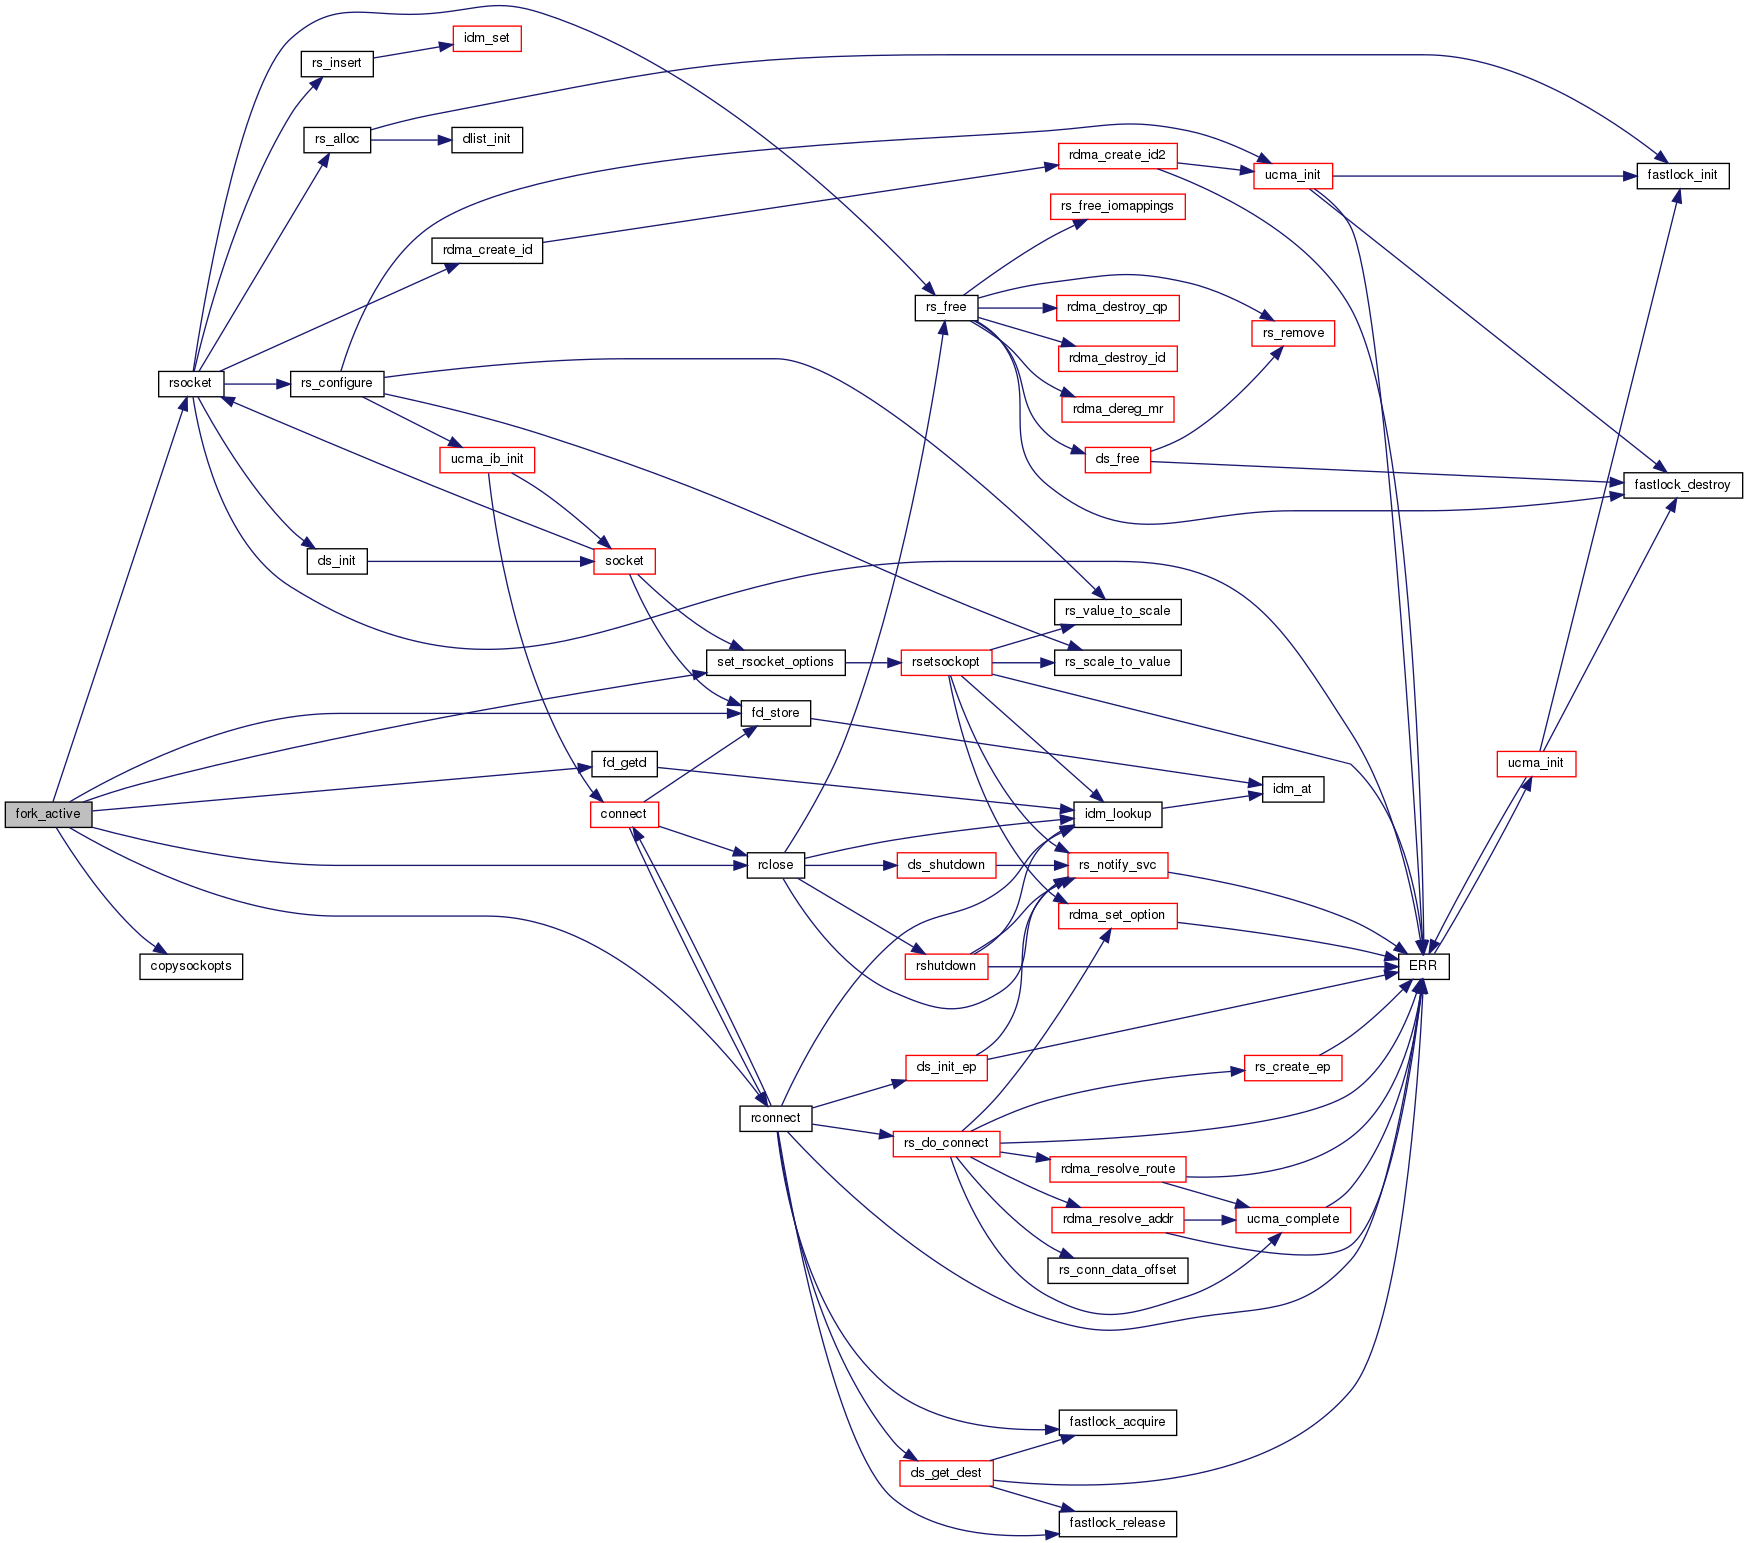 idm_set
rs_insert
rs_alloc
dlist_init
rdma_create_id2
ucma_init
fastlock_init
rs_free_iomappings
rdma_create_id
rs_free
rdma_destroy_qp
rs_remove
rdma_destroy_id
rsocket
rs_configure
rdma_dereg_mr
ucma_ib_init
ds_free
fastlock_destroy
ds_init
socket
rs_value_to_scale
set_rsocket_options
rsetsockopt
rs_scale_to_value
fd_store
fd_getd
ucma_init
idm_at
fork_active
connect
idm_lookup
rclose
ds_shutdown
rs_notify_svc
rdma_set_option
copysockopts
rshutdown
ERR
ds_init_ep
rs_create_ep
rconnect
rs_do_connect
rdma_resolve_route
rdma_resolve_addr
ucma_complete
rs_conn_data_offset
fastlock_acquire
ds_get_dest
fastlock_release